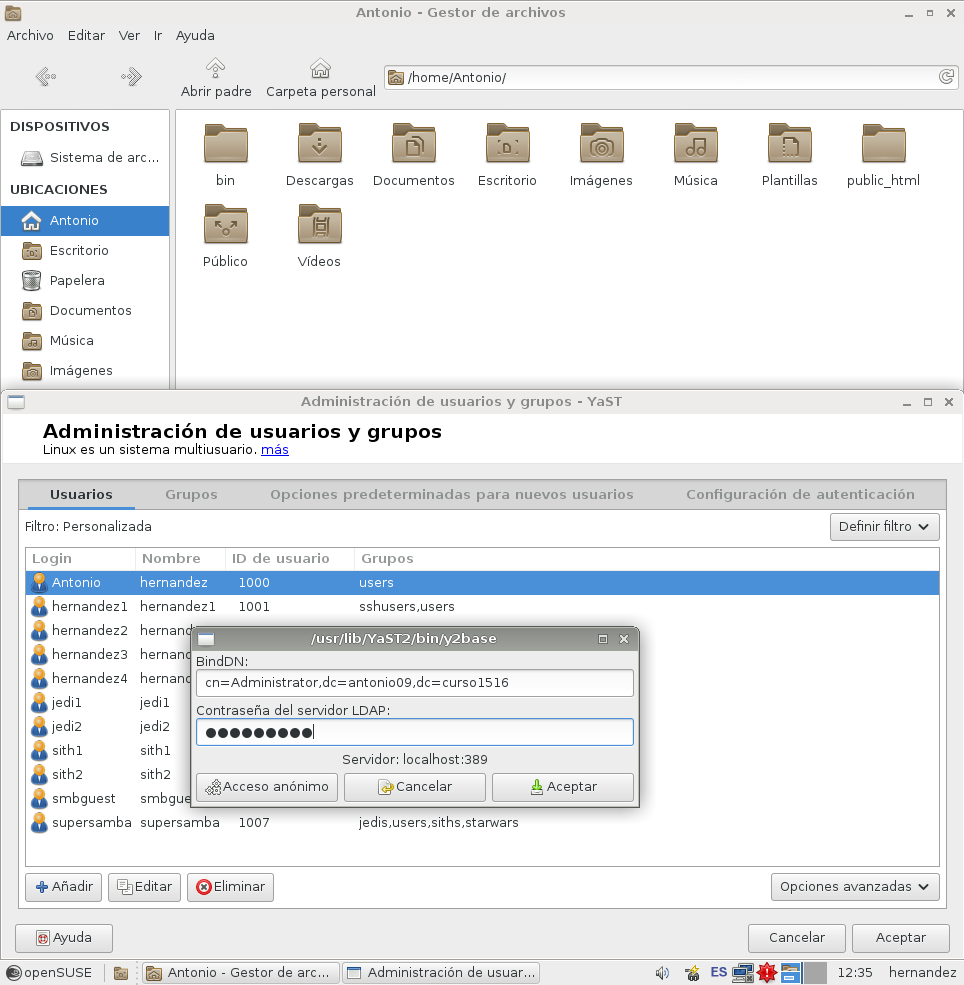 Antonio - Gestor de archivos
Archivo Editar Ver Ir Ayuda
Abrir padre Carpeta personal /home/Antonio/
DISPOSITIVOS
Sistema de arc...
UBICACIONES
Antonio
Escritorio
Papelera
Documentos
Música
Imágenes
bin Descargas Documentos Escritorio Imágenes Música Plantillas public_html
Público Vídeos
Administración de usuarios y grupos - YaST
Administración de usuarios y grupos
Linux es un sistema multiusuario. más
Usuarios Grupos Opciones predeterminadas para nuevos usuarios Configuración de autenticación
Filtro: Personalizada Definir filtro
Login Nombre ID de usuario Grupos
Antonio hernandez 1000 users
hernandez1 hernandez1 1001 sshusers,users
hernandez2
hernandez3
hernandez4
jedi1 jedi1
jedi2 jedi2
sith1 sith1
sith2 sith2
smbguest
supersamba supersamba 1007 jedis,users,siths,starwars
/usr/lib/YaST2/bin/y2base
BindDN:
cn=Administrator,dc=antonio09,dc=curso1516
Contraseña del servidor LDAP:
●●●●●●●●●
Servidor: localhost:389
Acceso anónimo Cancelar Aceptar
Añadir Editar Eliminar Opciones avanzadas
Ayuda Cancelar Aceptar
openSUSE Antonio - Gestor de arc... Administración de usuar... ES 12:35 hernandez